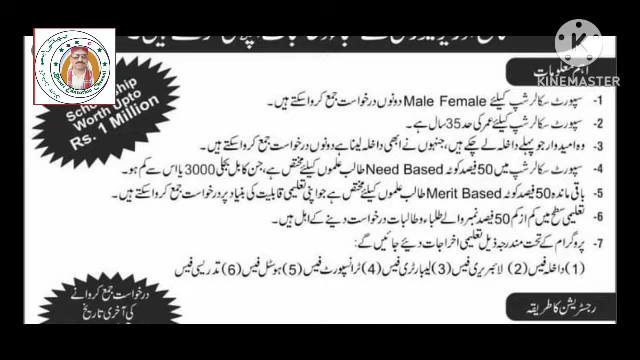 KINEMASTER
Scholarship
Worth Upto
Rs. 1 Million
اہم معلومات
1- سپورٹ سکالرشپ کیلئے Male Female دونوں درخواست جمع کرواسکتے ہیں۔
2- سپورٹ سکالرشپ کیلئے عمر کی حد 35 سال ہے۔
3- وہ امیدوار جو پہلے داخلہ لے چکے ہیں، جنہوں نے ابھی داخلہ لینا ہے دونوں درخواست جمع کرواسکتے ہیں۔
4- سپورٹ سکالرشپ میں 50 فیصد کوٹہ Need Based طالب علموں کیلئے مختص ہے، جن کا بل بجلی 3000 یا اس سے کم ہو۔
5- باقی ماندہ 50 فیصد کوٹہ Merit Based طالب علموں کیلئے مختص ہے جو اپنی تعلیمی قابلیت کی بنیاد پر درخواست جمع کرواسکتے ہیں۔
6- تعلیمی سطح میں کم از کم 50 فیصد نمبر والے طلباء و طالبات درخواست دینے کے اہل ہیں۔
7- پروگرام کے تحت مندرجہ ذیل تعلیمی اخراجات دیئے جائیں گے:
(1) داخلہ فیس (2) لائبریری فیس (3) لیبارٹری فیس (4) ٹرانسپورٹ فیس (5) ہوسٹل فیس (6) تدریسی فیس
درخواست جمع کروانے
کی آخری تاریخ
رجسٹریشن کا طریقہ